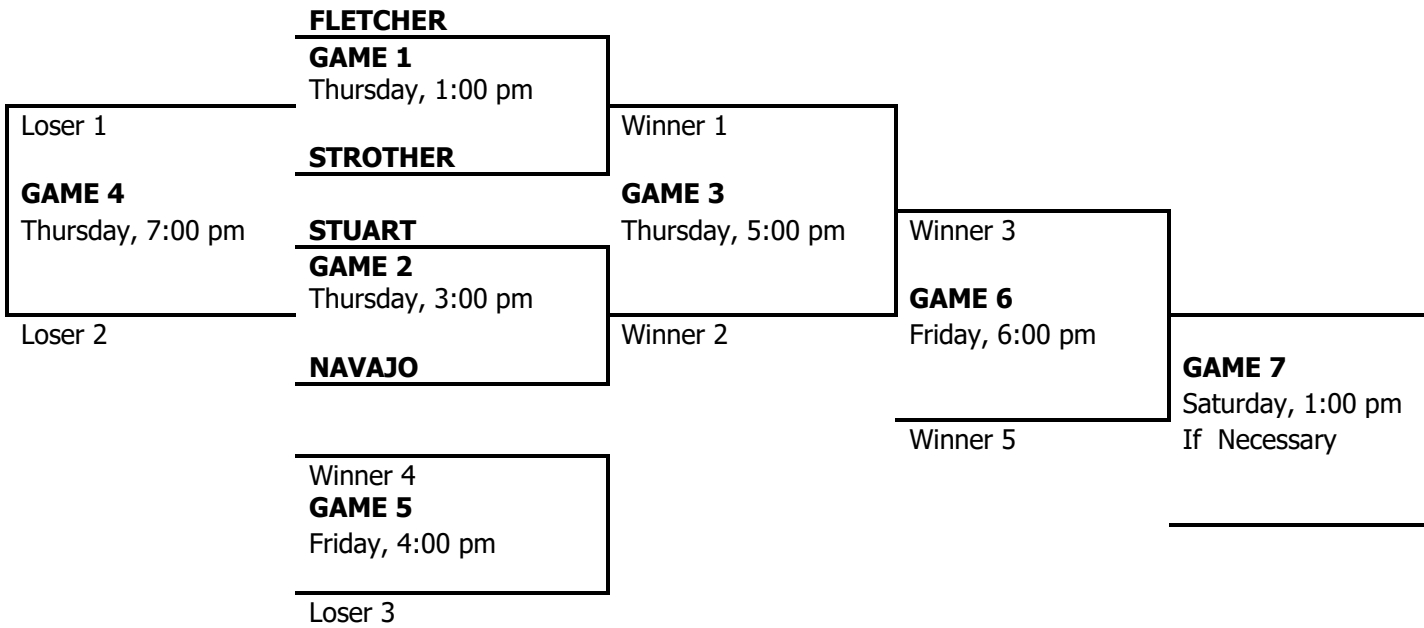 FLETCHER
GAME 1
Thursday, 1:00 pm
Loser 1
Winner 1
STROTHER
GAME 4
GAME 3
Thursday, 7:00 pm
STUART
Thursday, 5:00 pm
Winner 3
GAME 2
Thursday, 3:00 pm
GAME 6
Loser 2
Winner 2
Friday, 6:00 pm
NAVAJO
GAME 7
Saturday, 1:00 pm
Winner 5
If Necessary
Winner 4
GAME 5
Friday, 4:00 pm
Loser 3